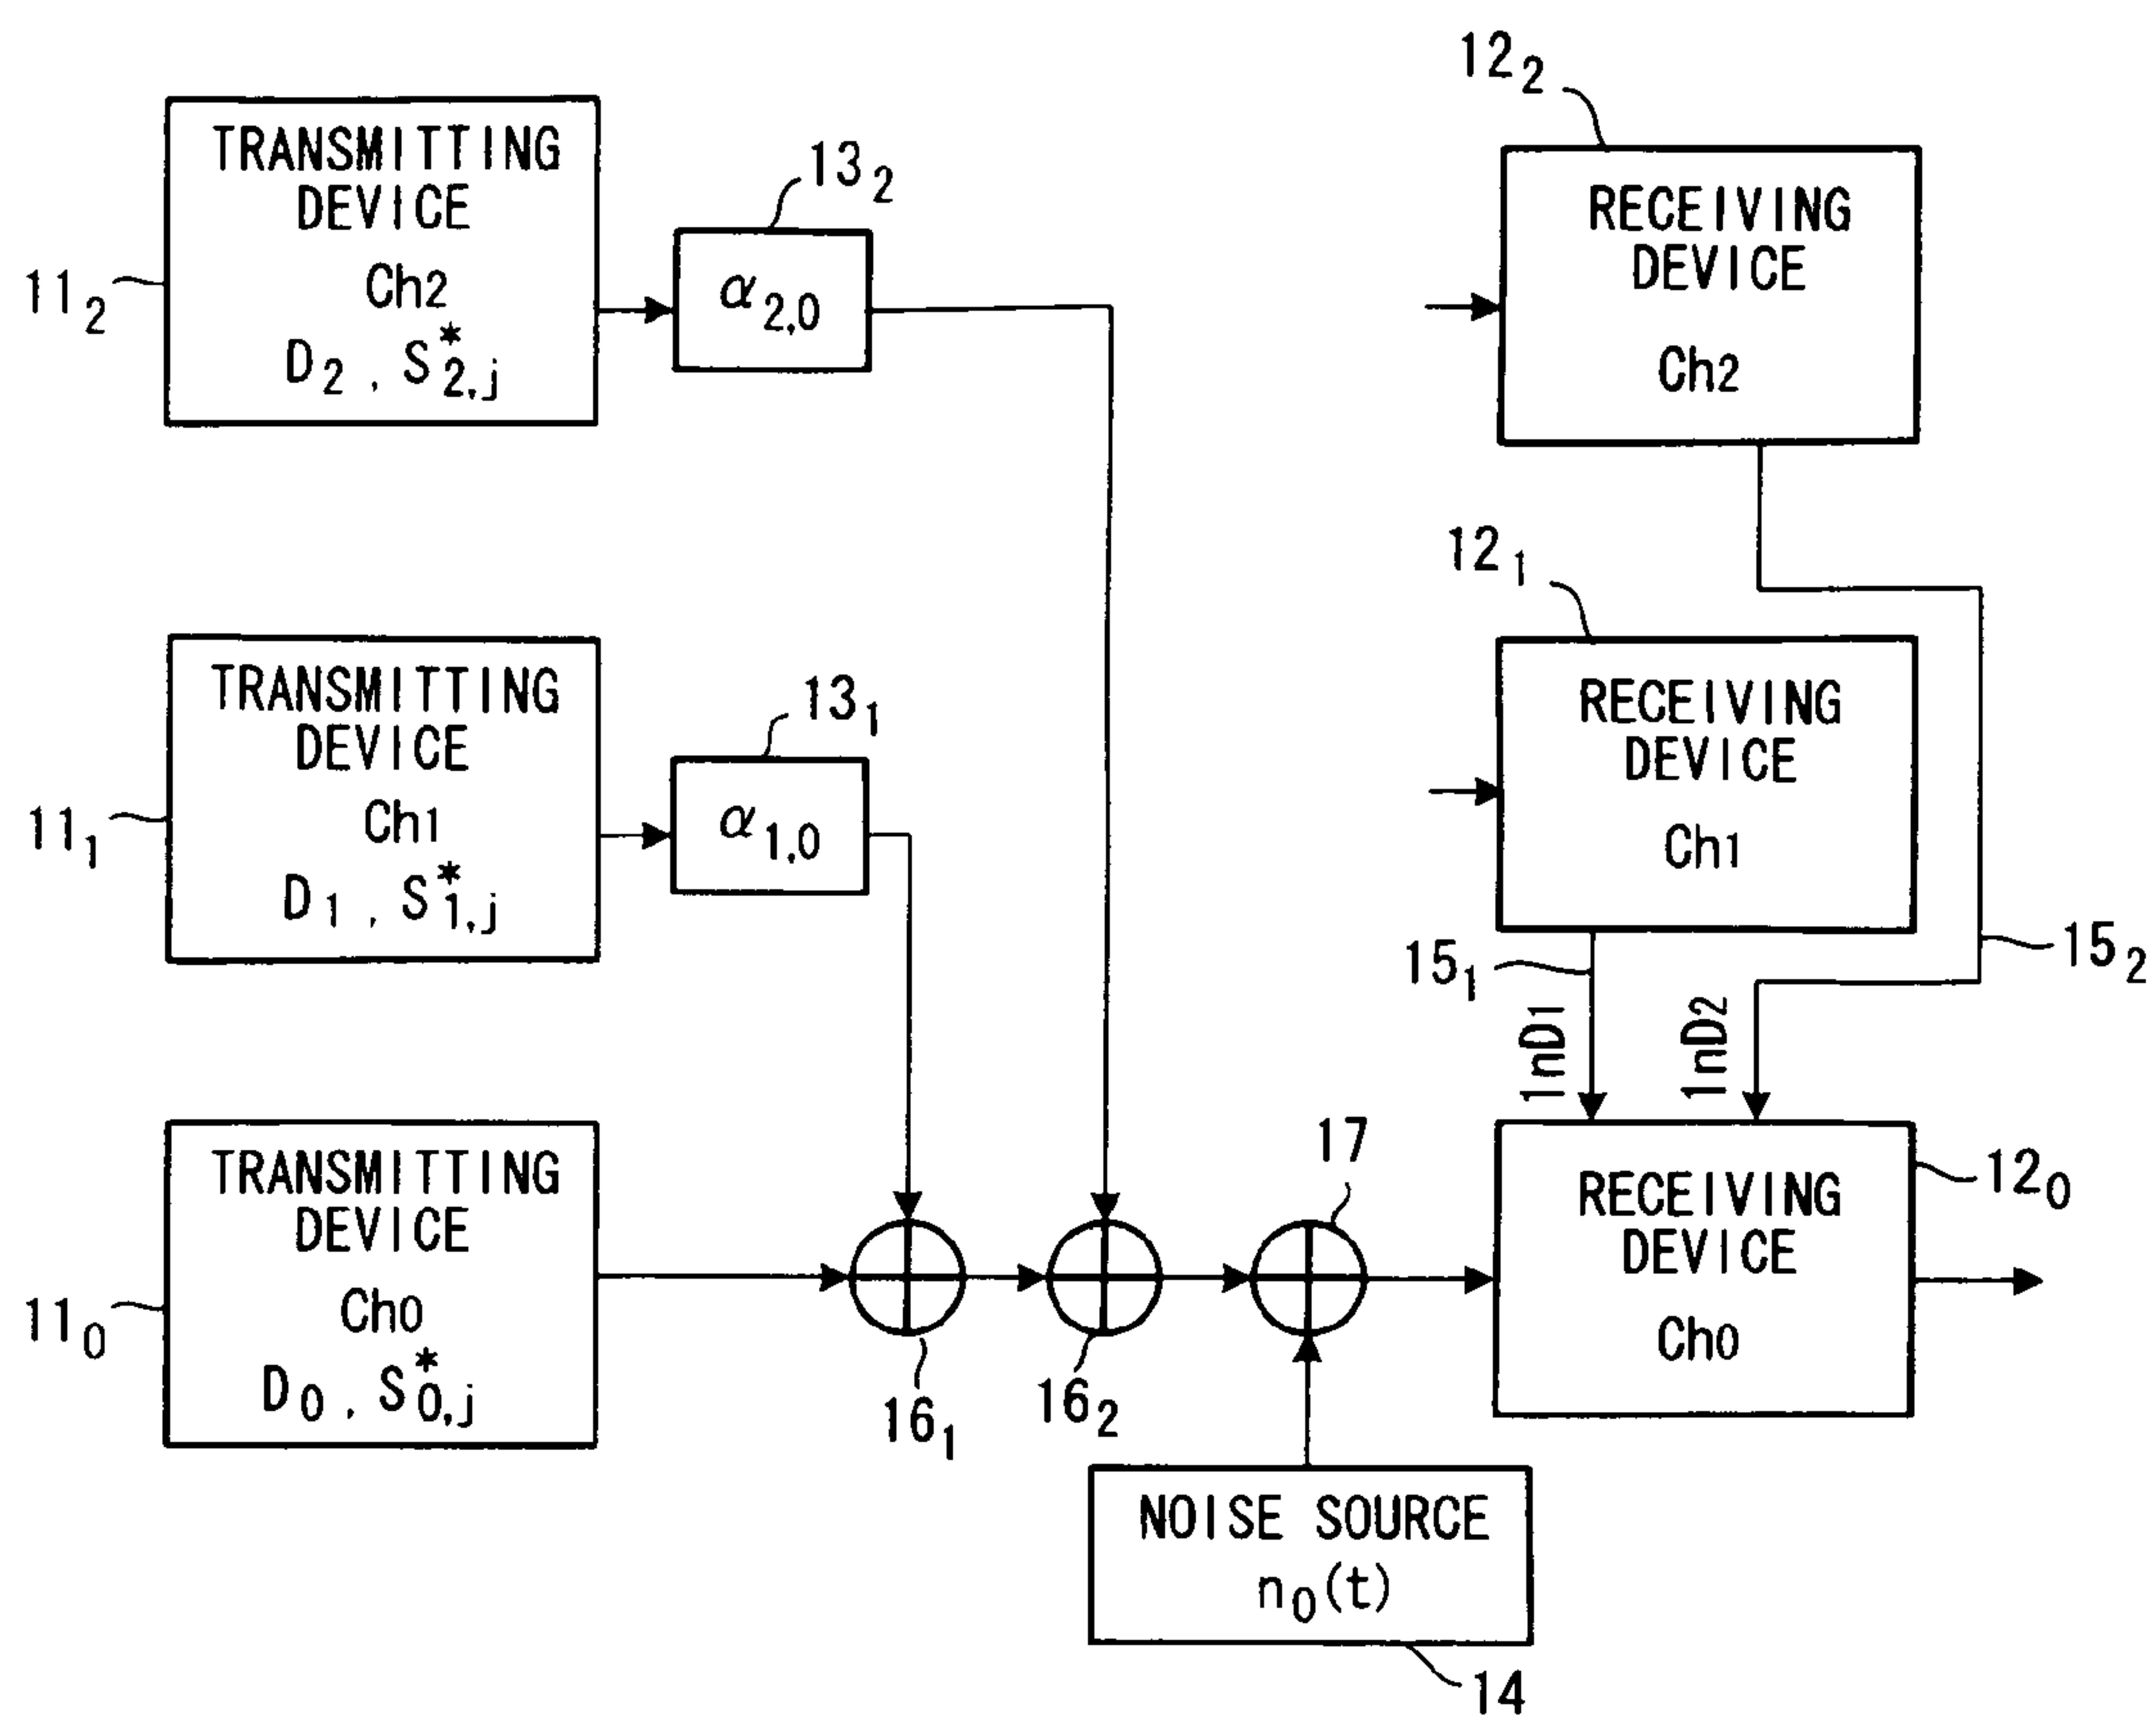 12₂
TRANSMITTING
DEVICE
Ch2
D₂ , S*₂,ⱼ
11₂
13₂
α₂,₀
RECEIVING
DEVICE
Ch2
12₁
TRANSMITTING
DEVICE
Ch1
D₁ , S*₁,ⱼ
11₁
13₁
α₁,₀
RECEIVING
DEVICE
Ch1
15₁
15₂
1nD1
1nD2
TRANSMITTING
DEVICE
Ch0
D₀ , S*₀,ⱼ
11₀
16₁
16₂
17
RECEIVING
DEVICE
Ch0
12₀
NOISE SOURCE
n₀(t)
14